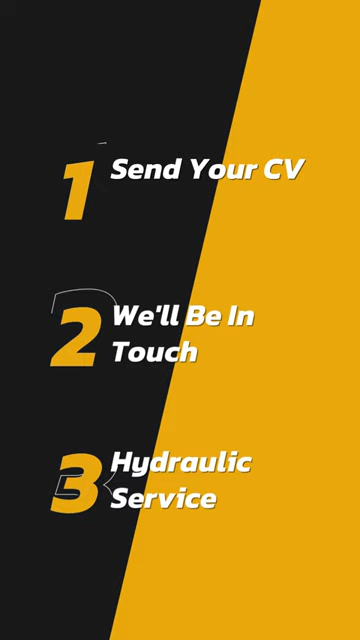 1
Send Your CV
2
We'll Be In
Touch
3
Hydraulic
Service